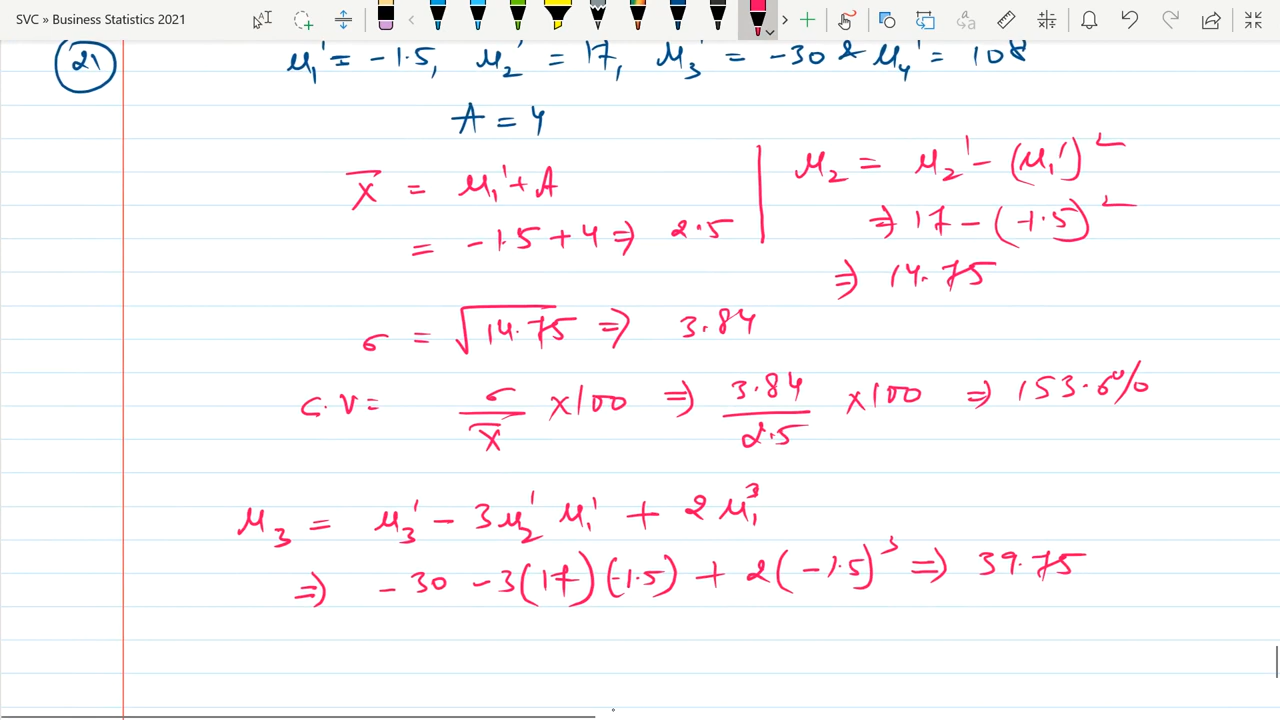 SVC » Business Statistics 2021
21
μ₁' = -1.5, μ₂' = 17, μ₃' = -30 & μ₄' = 108
A = 4
X̄ = μ₁' + A
= -1.5 + 4 ⇒ 2.5
μ₂ = μ₂' - (μ₁')²
⇒ 17 - (-1.5)²
⇒ 14.75
σ = √14.75 ⇒ 3.84
C.V = σ/X̄ × 100 ⇒ 3.84/2.5 × 100 ⇒ 153.6%
μ₃ = μ₃' - 3μ₂' μ₁' + 2μ₁'³
⇒ -30 - 3(17)(-1.5) + 2(-1.5)³ ⇒ 39.75